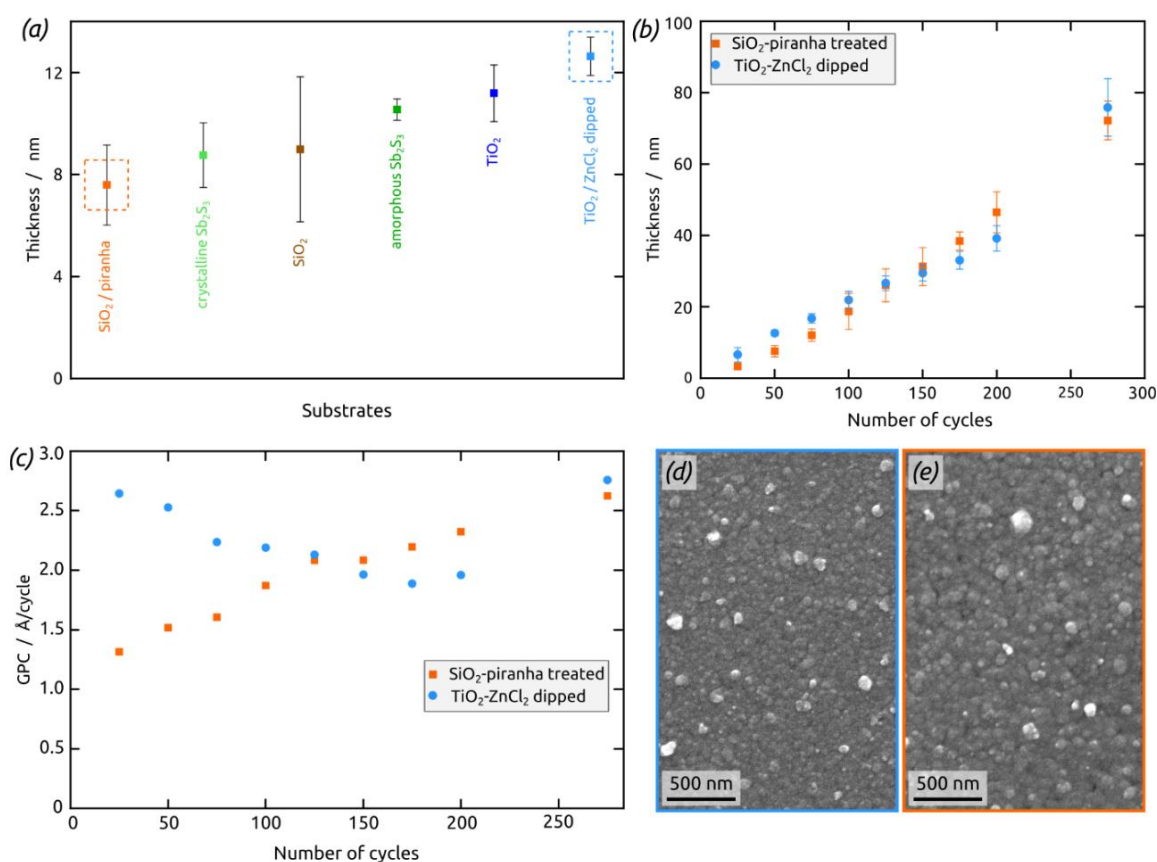 (a)
Thickness / nm
12
8
4
0
SiO₂ / piranha
crystalline Sb₂S₃
SiO₂
amorphous Sb₂S₃
TiO₂
TiO₂ / ZnCl₂ dipped
Substrates
(b)
Thickness / nm
100
80
60
40
20
0
SiO₂-piranha treated
TiO₂-ZnCl₂ dipped
0 50 100 150 200 250 300
Number of cycles
(c)
GPC / Å/cycle
3.0
2.5
2.0
1.5
1.0
0.5
0
SiO₂-piranha treated
TiO₂-ZnCl₂ dipped
0 50 100 150 200 250
Number of cycles
(d)
500 nm
(e)
500 nm